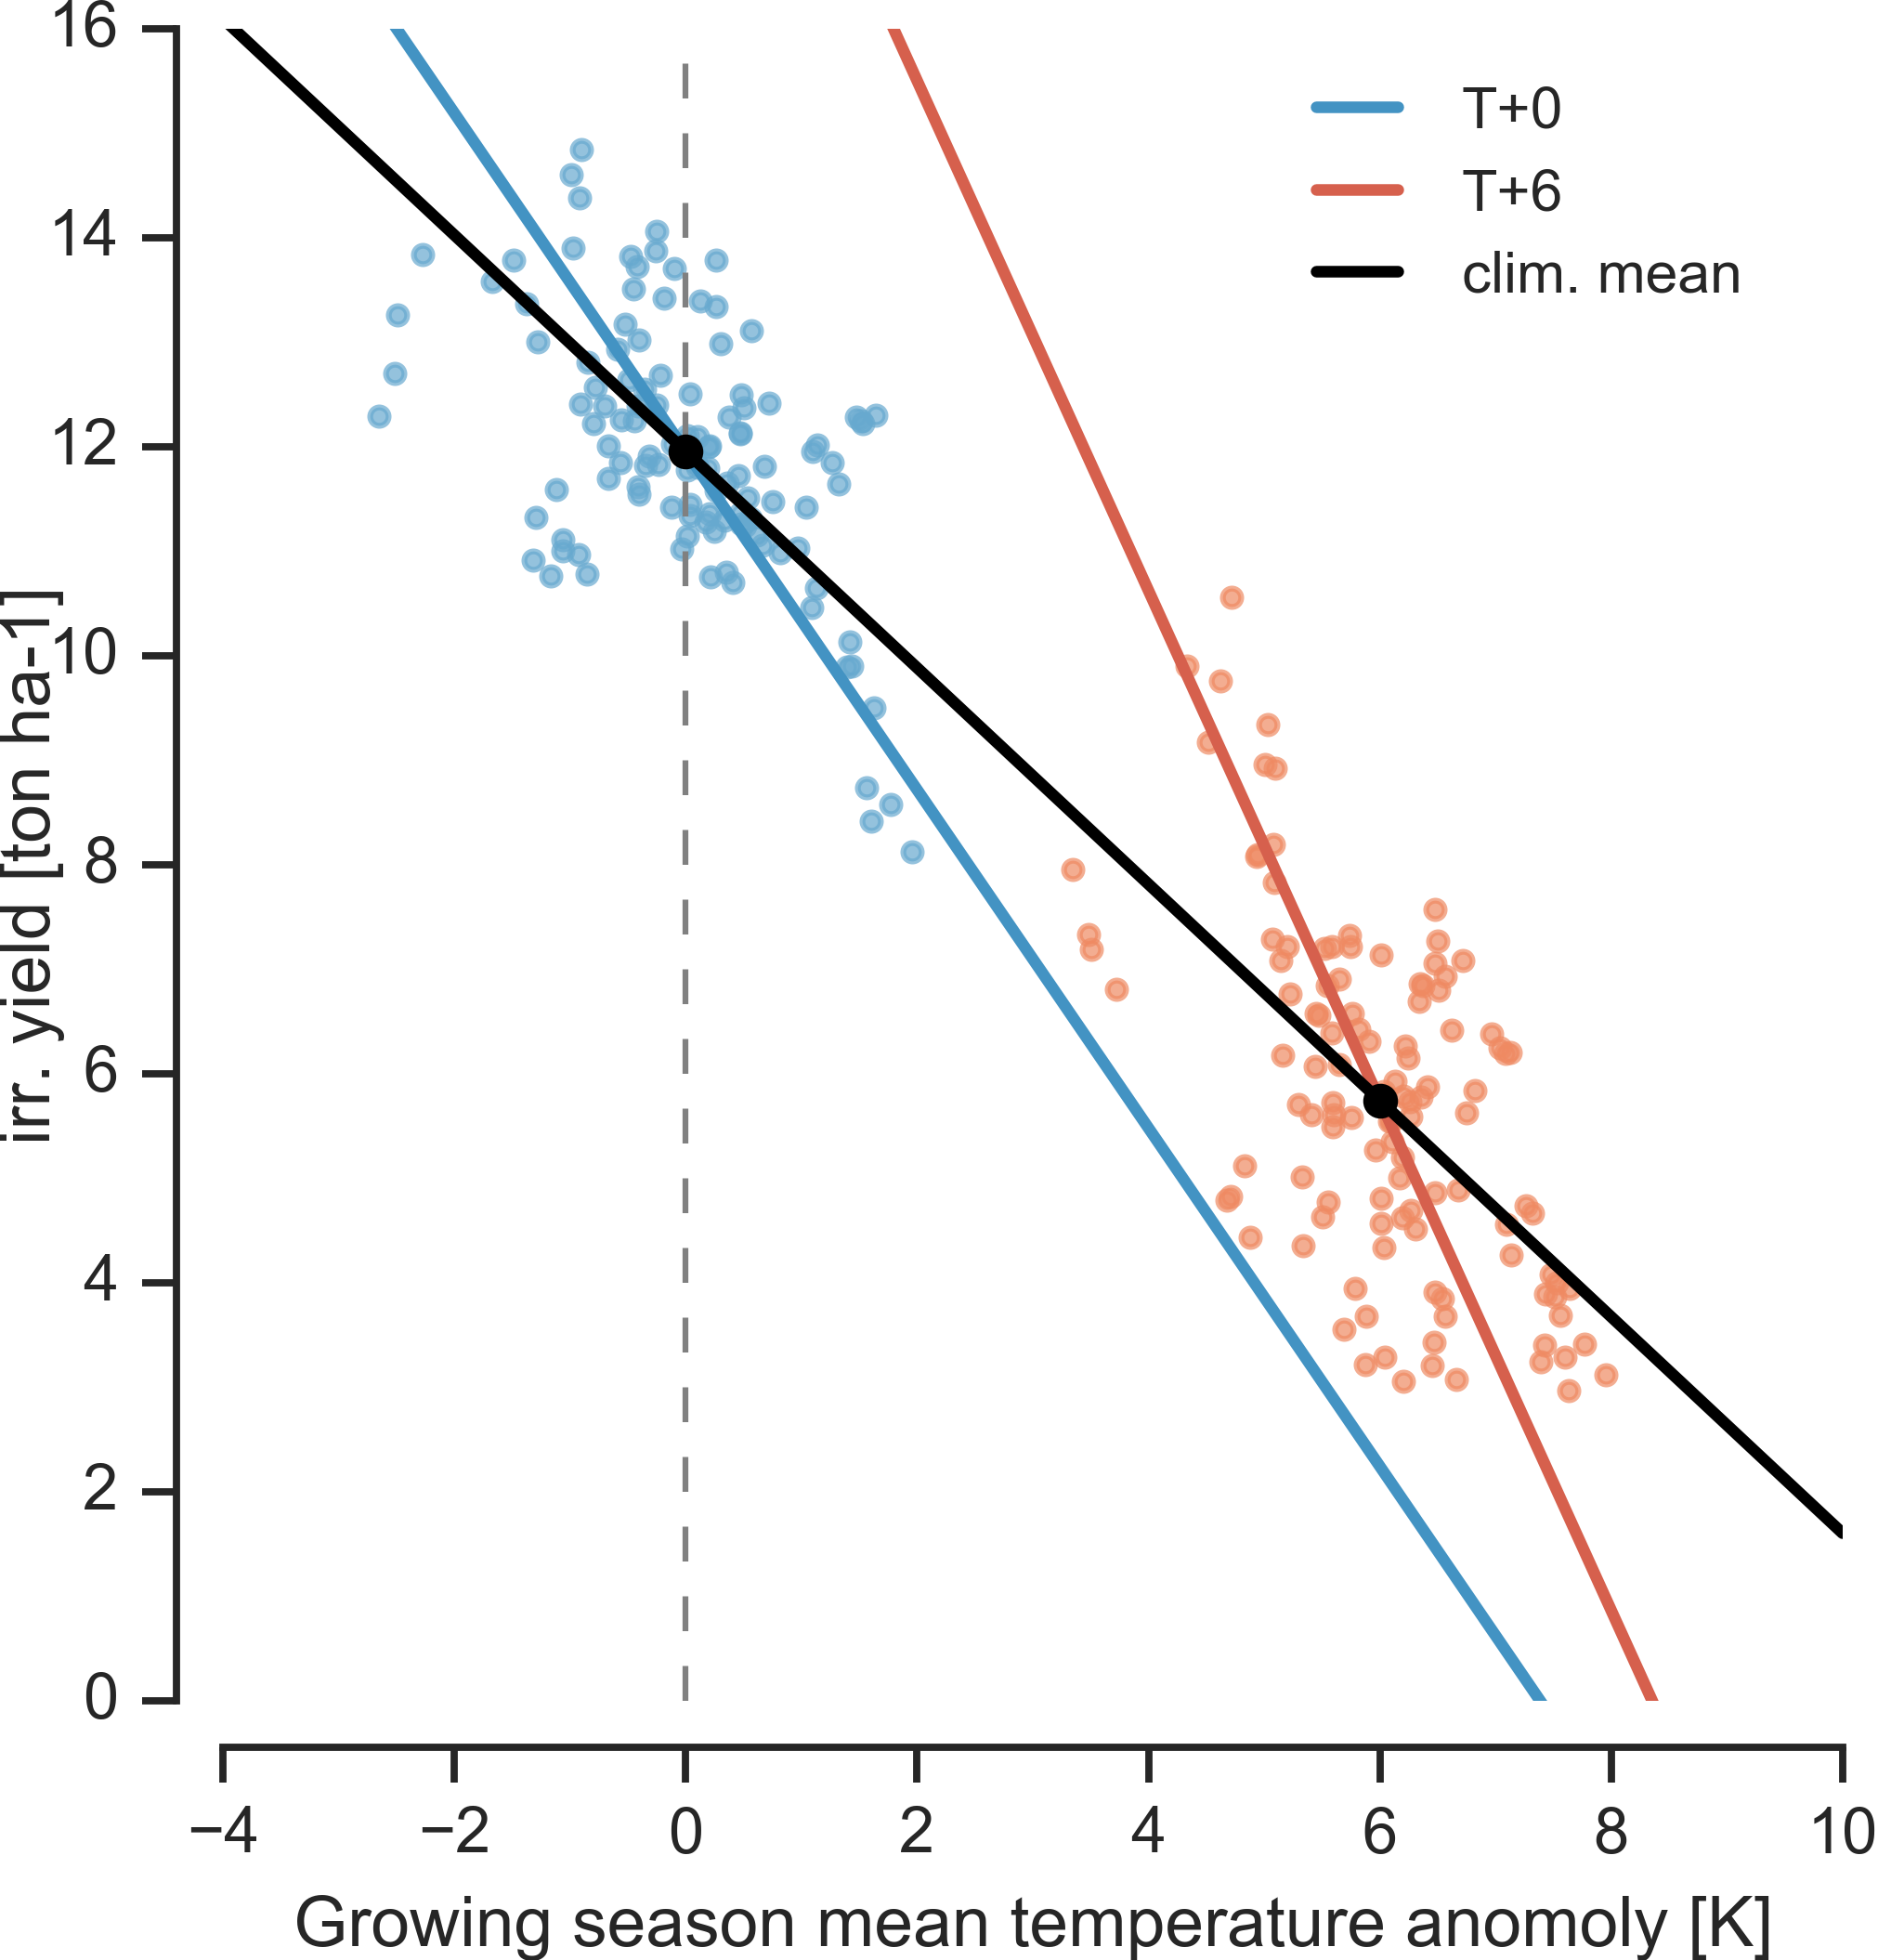 16
14
12
10
8
6
4
2
0
irr. yield [ton ha-1]
T+0
T+6
clim. mean
−4 −2 0 2 4 6 8 10
Growing season mean temperature anomoly [K]